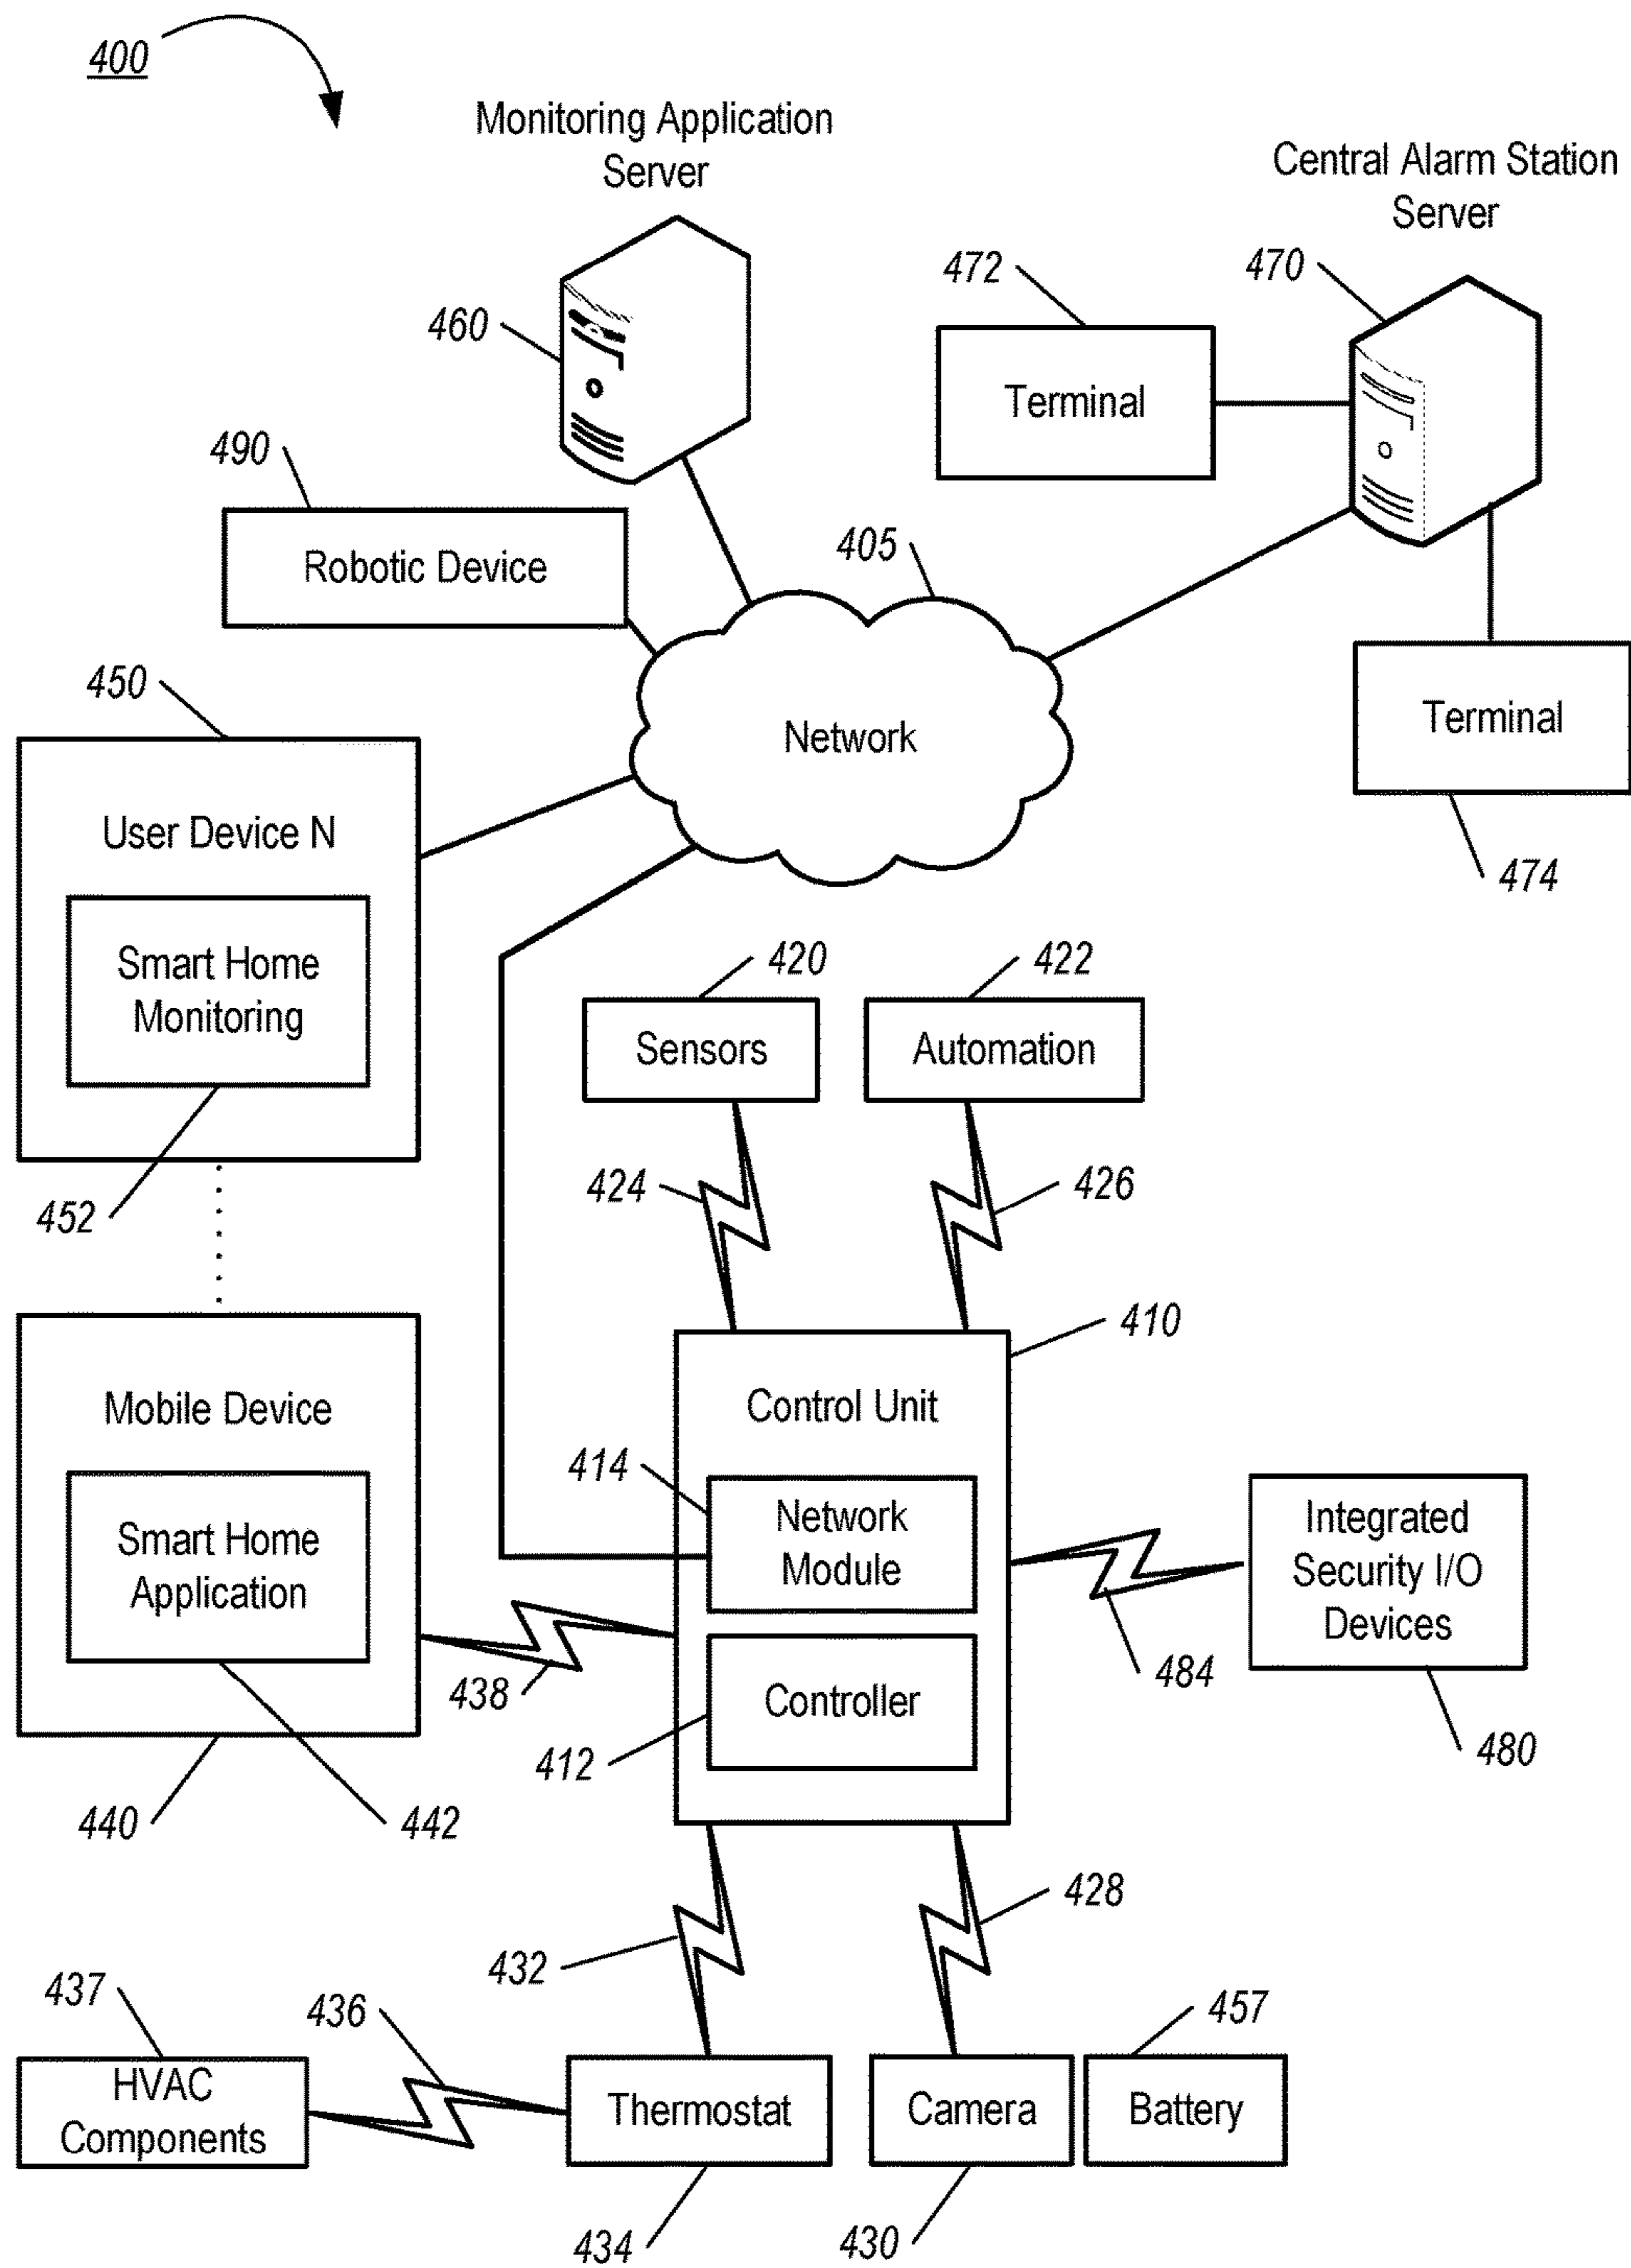 400
Monitoring Application
Server
Central Alarm Station
Server
472
470
460
Terminal
490
405
Robotic Device
450
Network
Terminal
User Device N
474
Smart Home
Monitoring
420
422
Sensors
Automation
452
424
426
410
Mobile Device
Control Unit
414
Network
Module
Integrated
Security I/O
Devices
Smart Home
Application
438
484
Controller
412
480
440
442
428
432
437
436
457
HVAC
Components
Thermostat
Camera
Battery
434
430